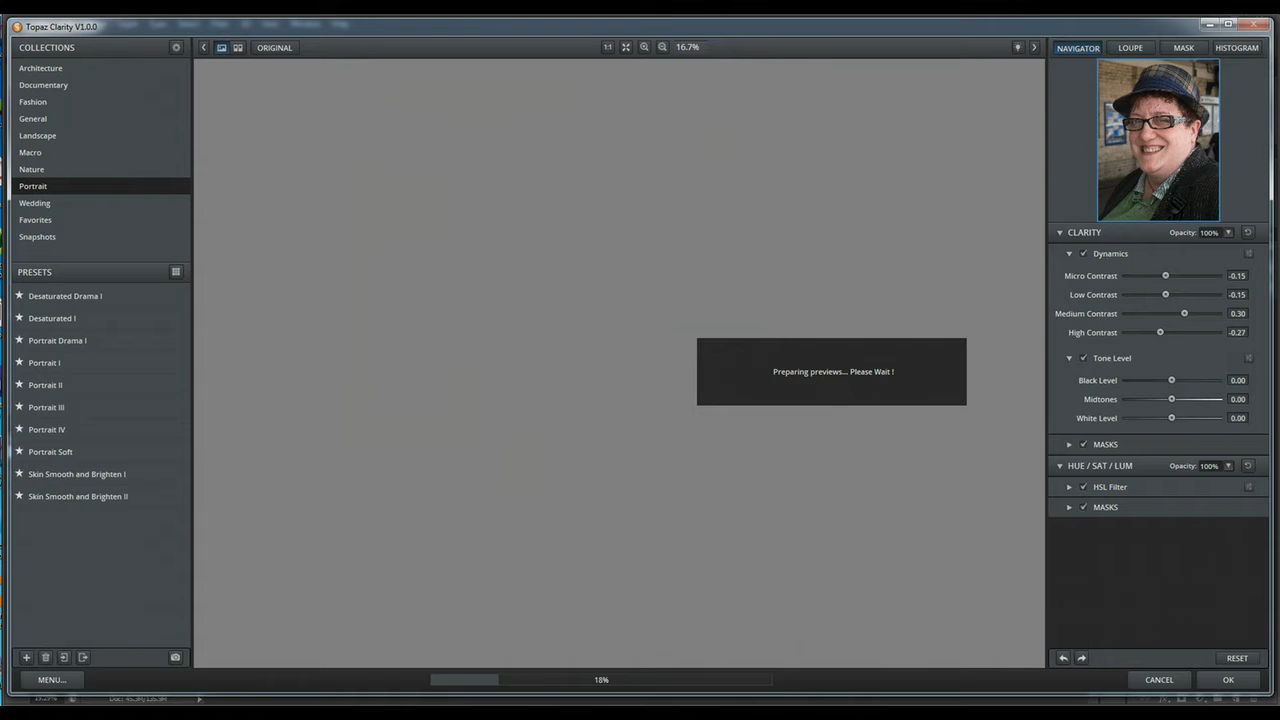 Topaz Clarity V1.0.0
COLLECTIONS
Architecture
Documentary
Fashion
General
Landscape
Macro
Nature
Portrait
Wedding
Favorites
Snapshots
PRESETS
Desaturated Drama I
Desaturated I
Portrait Drama I
Portrait I
Portrait II
Portrait III
Portrait IV
Portrait Soft
Skin Smooth and Brighten I
Skin Smooth and Brighten II
MENU...
ORIGINAL
1:1
16.7%
Preparing previews... Please Wait !
18%
NAVIGATOR LOUPE MASK HISTOGRAM
CLARITY Opacity: 100%
Dynamics
Micro Contrast -0.15
Low Contrast -0.15
Medium Contrast 0.30
High Contrast -0.27
Tone Level
Black Level 0.00
Midtones 0.00
White Level 0.00
MASKS
HUE / SAT / LUM Opacity: 100%
HSL Filter
MASKS
RESET
CANCEL OK